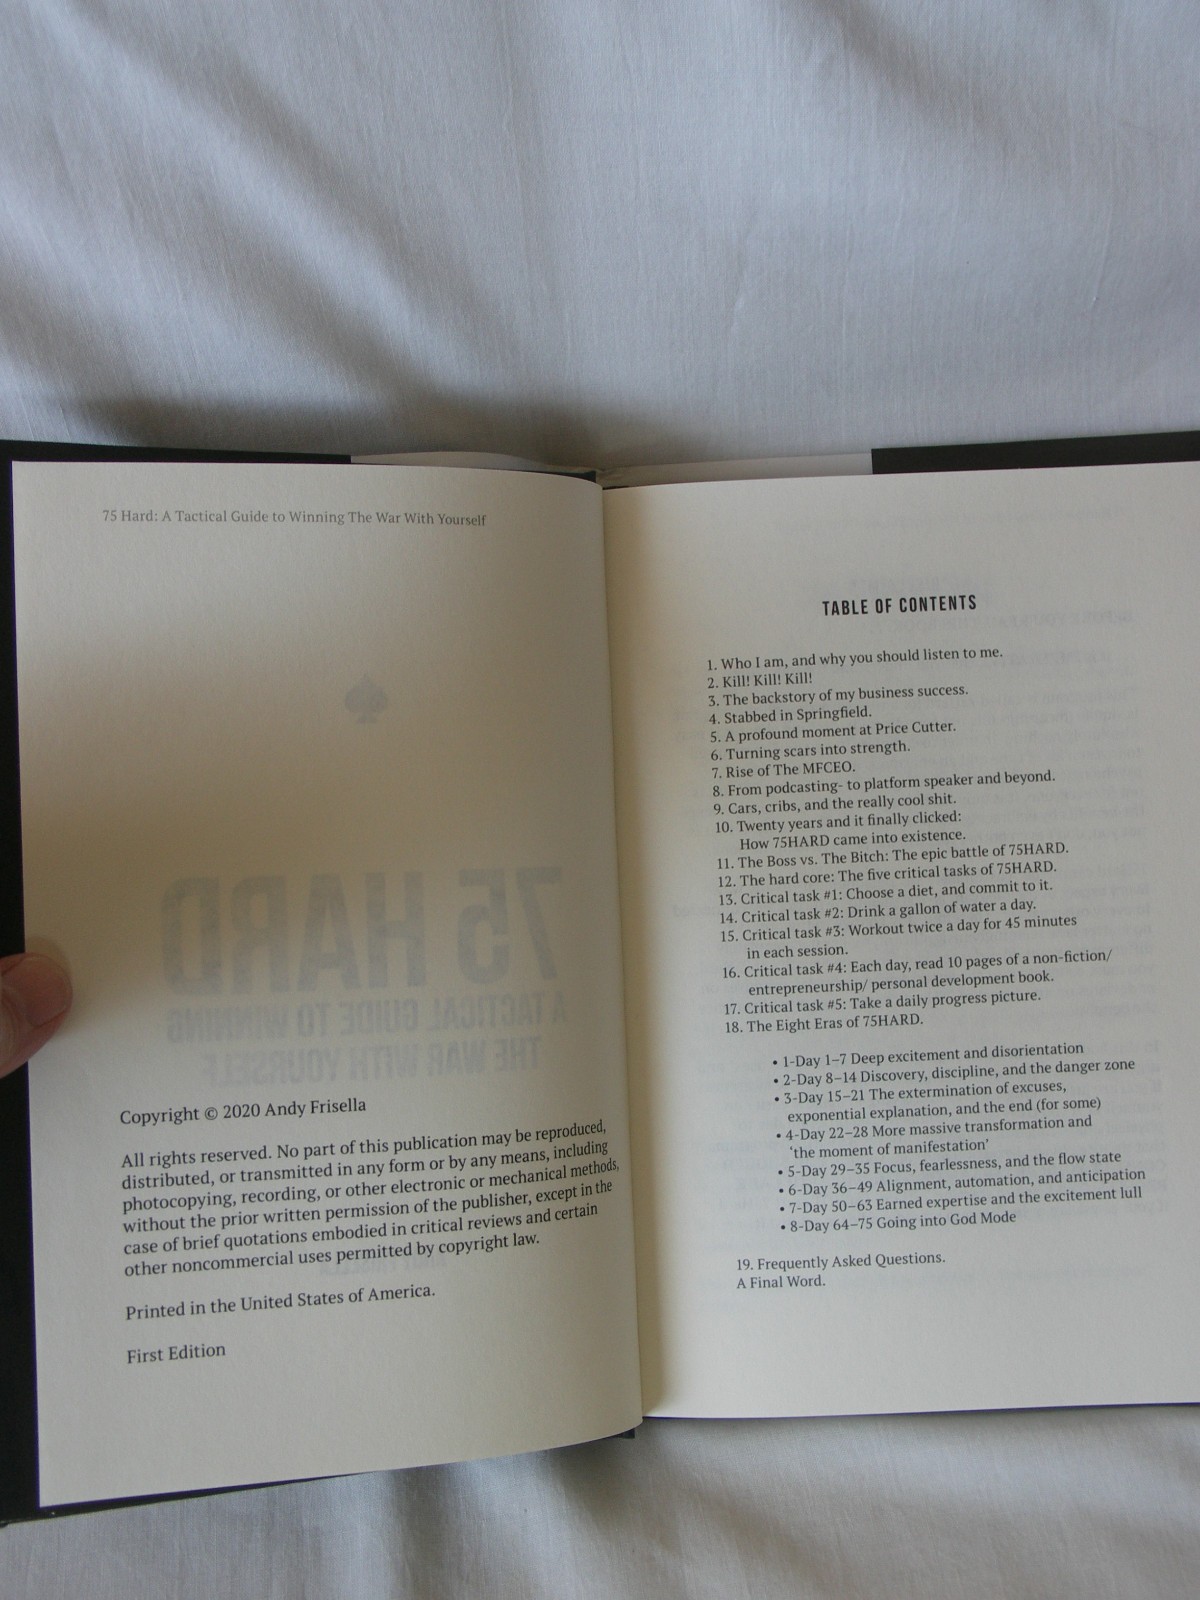 75 Hard: A Tactical Guide to Winning The War With Yourself
75 HARD
A TACTICAL GUIDE TO WINNING
THE WAR WITH YOURSELF
Copyright © 2020 Andy Frisella
All rights reserved. No part of this publication may be reproduced,
distributed, or transmitted in any form or by any means, including
photocopying, recording, or other electronic or mechanical methods,
without the prior written permission of the publisher, except in the
case of brief quotations embodied in critical reviews and certain
other noncommercial uses permitted by copyright law.
Printed in the United States of America.
First Edition
TABLE OF CONTENTS
1. Who I am, and why you should listen to me.
2. Kill! Kill! Kill!
3. The backstory of my business success.
4. Stabbed in Springfield.
5. A profound moment at Price Cutter.
6. Turning scars into strength.
7. Rise of The MFCEO.
8. From podcasting- to platform speaker and beyond.
9. Cars, cribs, and the really cool shit.
10. Twenty years and it finally clicked:
How 75HARD came into existence.
11. The Boss vs. The Bitch: The epic battle of 75HARD.
12. The hard core: The five critical tasks of 75HARD.
13. Critical task #1: Choose a diet, and commit to it.
14. Critical task #2: Drink a gallon of water a day.
15. Critical task #3: Workout twice a day for 45 minutes
in each session.
16. Critical task #4: Each day, read 10 pages of a non-fiction/
entrepreneurship/ personal development book.
17. Critical task #5: Take a daily progress picture.
18. The Eight Eras of 75HARD.
• 1-Day 1–7 Deep excitement and disorientation
• 2-Day 8–14 Discovery, discipline, and the danger zone
• 3-Day 15–21 The extermination of excuses,
exponential explanation, and the end (for some)
• 4-Day 22–28 More massive transformation and
'the moment of manifestation'
• 5-Day 29–35 Focus, fearlessness, and the flow state
• 6-Day 36–49 Alignment, automation, and anticipation
• 7-Day 50–63 Earned expertise and the excitement lull
• 8-Day 64–75 Going into God Mode
19. Frequently Asked Questions.
A Final Word.